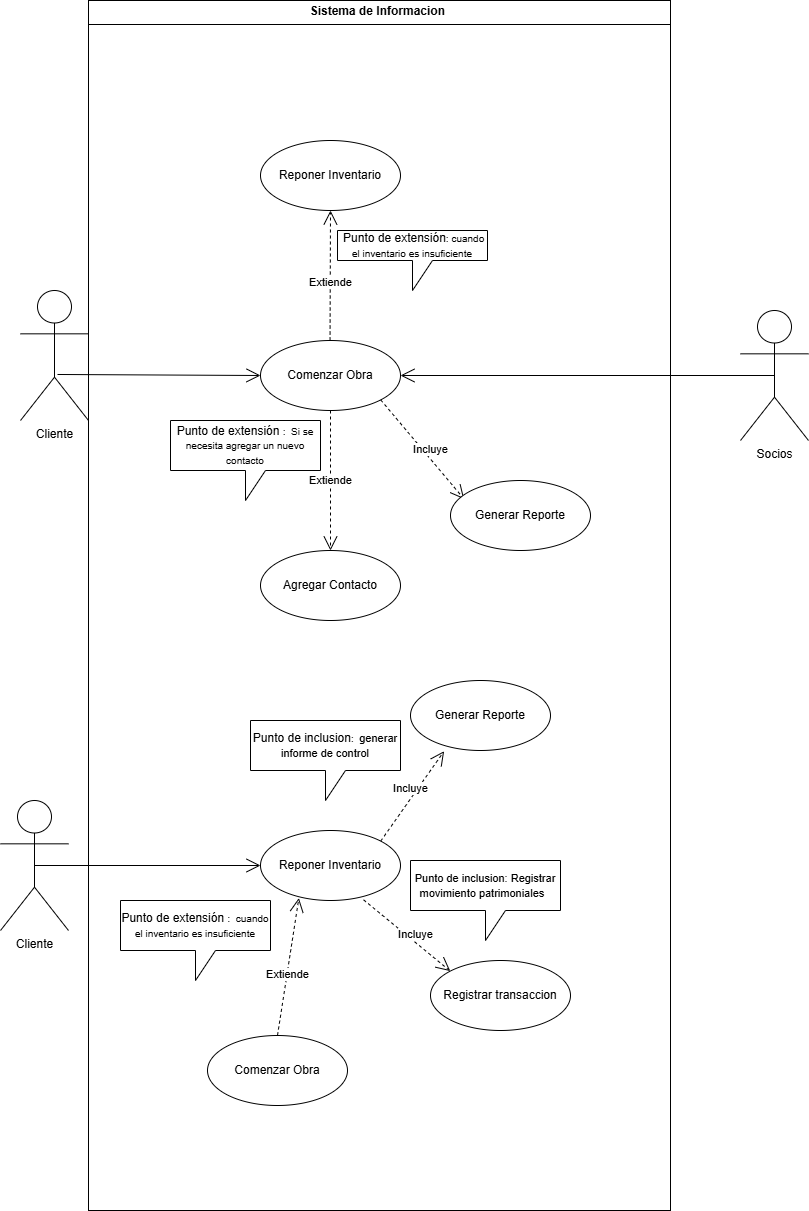 Sistema de Informacion
Reponer Inventario
Punto de extensión: cuando
el inventario es insuficiente
Extiende
Comenzar Obra
Cliente
Socios
Punto de extensión : Si se
necesita agregar un nuevo
contacto
Incluye
Extiende
Generar Reporte
Agregar Contacto
Generar Reporte
Punto de inclusion: generar
informe de control
Incluye
Reponer Inventario
Punto de inclusion: Registrar
movimiento patrimoniales
Cliente
Punto de extensión : cuando
el inventario es insuficiente
Incluye
Extiende
Registrar transaccion
Comenzar Obra